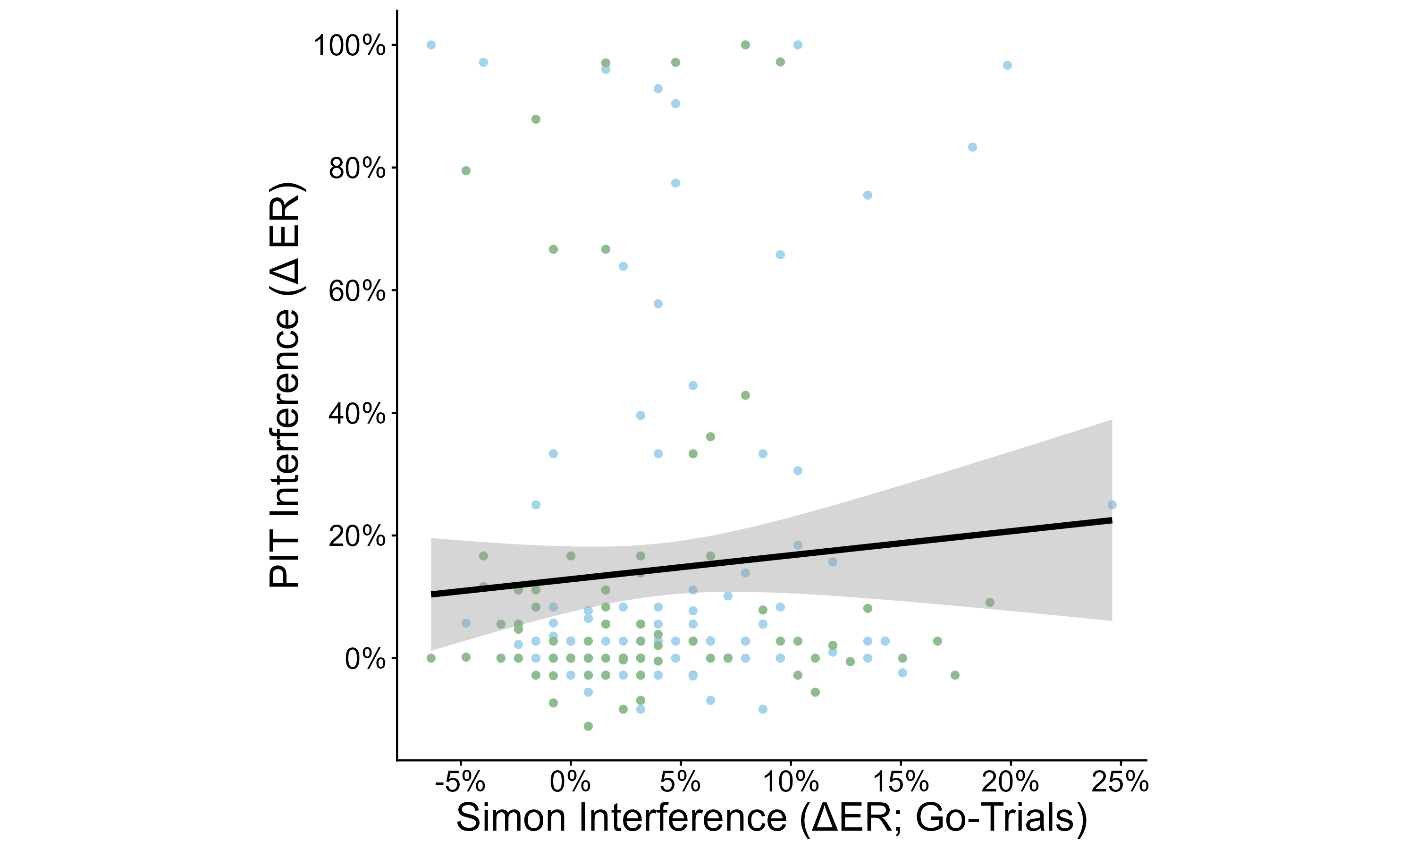 PIT Interference (Δ ER)
100%
80%
60%
40%
20%
0%
-5% 0% 5% 10% 15% 20% 25%
Simon Interference (ΔER; Go-Trials)